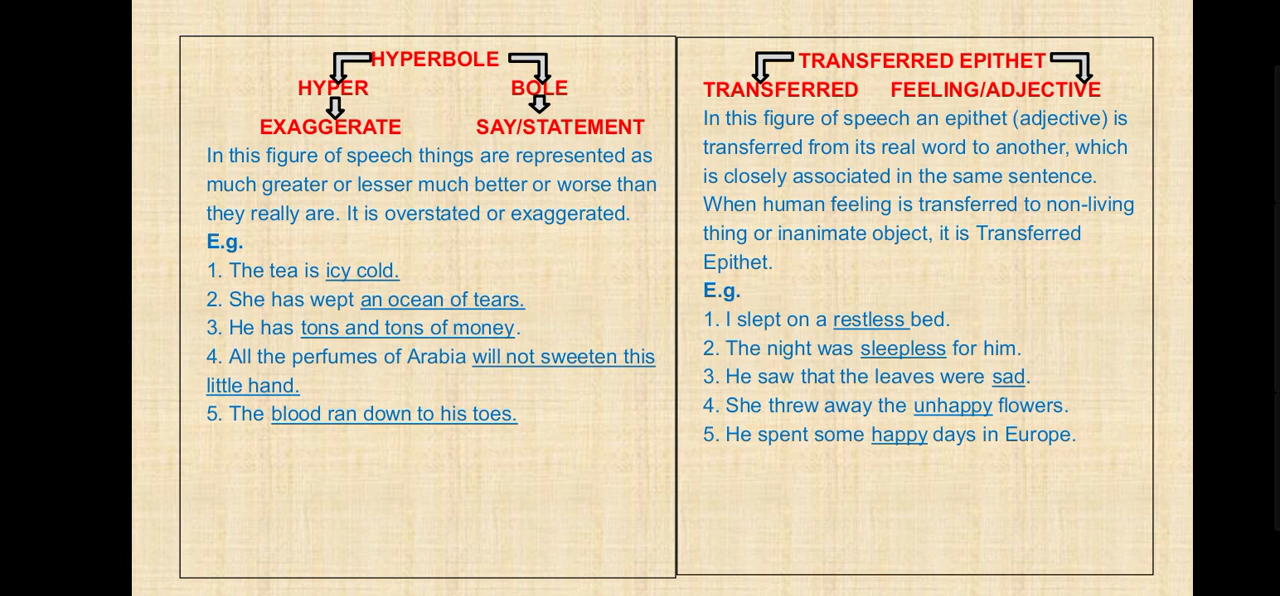 HYPERBOLE
HYPER BOLE
EXAGGERATE SAY/STATEMENT
In this figure of speech things are represented as
much greater or lesser much better or worse than
they really are. It is overstated or exaggerated.
E.g.
1. The tea is icy cold.
2. She has wept an ocean of tears.
3. He has tons and tons of money.
4. All the perfumes of Arabia will not sweeten this
little hand.
5. The blood ran down to his toes.
TRANSFERRED EPITHET
TRANSFERRED FEELING/ADJECTIVE
In this figure of speech an epithet (adjective) is
transferred from its real word to another, which
is closely associated in the same sentence.
When human feeling is transferred to non-living
thing or inanimate object, it is Transferred
Epithet.
E.g.
1. I slept on a restless bed.
2. The night was sleepless for him.
3. He saw that the leaves were sad.
4. She threw away the unhappy flowers.
5. He spent some happy days in Europe.